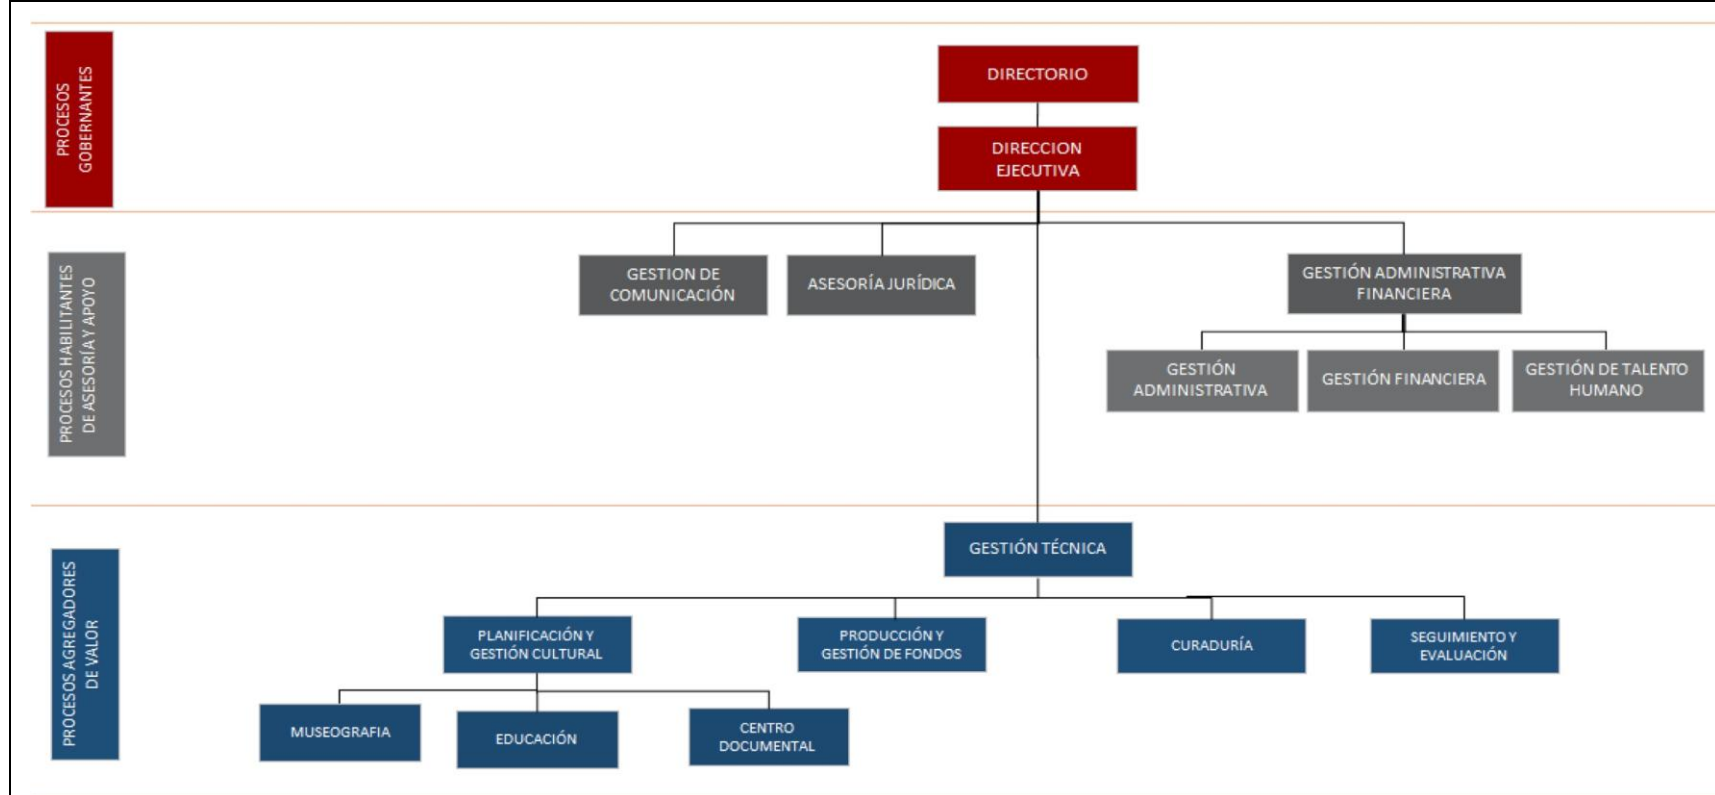 PROCESOS
GOBERNANTES
DIRECTORIO
DIRECCION
EJECUTIVA
PROCESOS HABILITANTES
DE ASESORÍA Y APOYO
GESTION DE
COMUNICACIÓN
ASESORÍA JURÍDICA
GESTIÓN ADMINISTRATIVA
FINANCIERA
GESTIÓN
ADMINISTRATIVA
GESTIÓN FINANCIERA
GESTIÓN DE TALENTO
HUMANO
PROCESOS AGREGADORES
DE VALOR
GESTIÓN TÉCNICA
PLANIFICACIÓN Y
GESTIÓN CULTURAL
PRODUCCIÓN Y
GESTIÓN DE FONDOS
CURADURÍA
SEGUIMIENTO Y
EVALUACIÓN
MUSEOGRAFIA
EDUCACIÓN
CENTRO
DOCUMENTAL